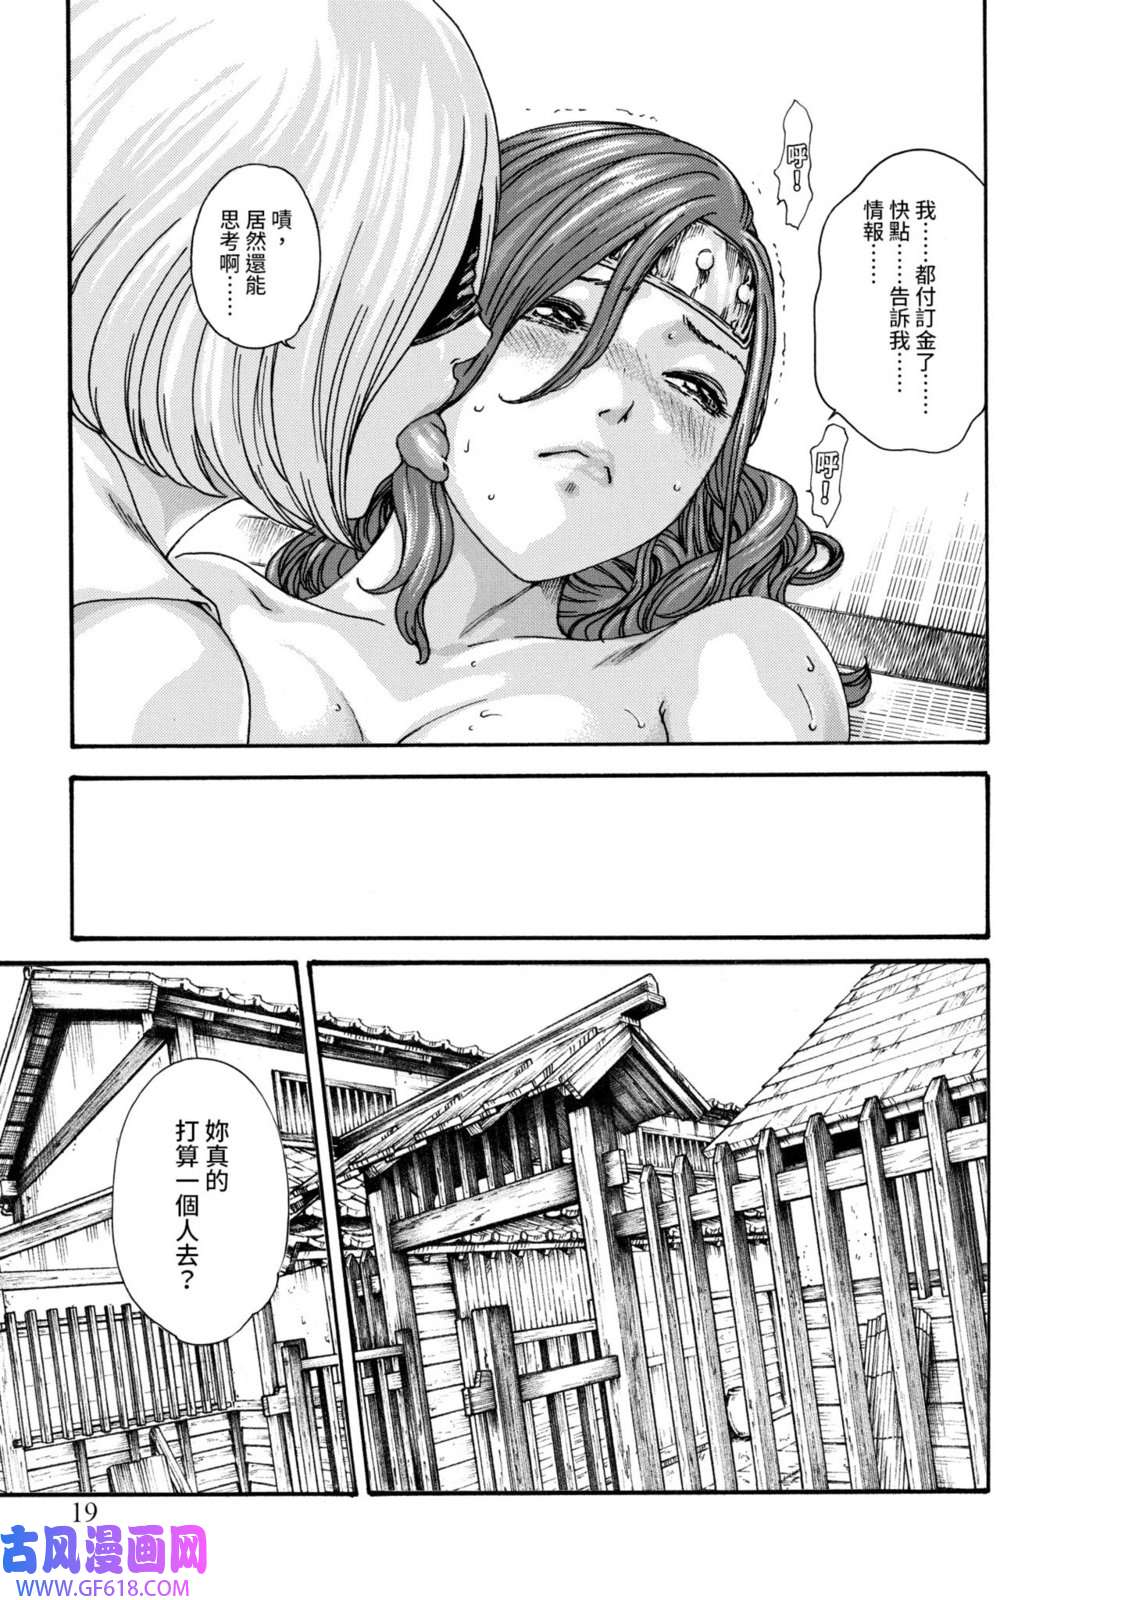 呼！
我……都付訂金了……
快點……告訴我……
情報……
呼！
嘖，
居然還能
思考啊……
妳真的
打算一個人去？
19
古风漫画网
WWW.GF618.COM